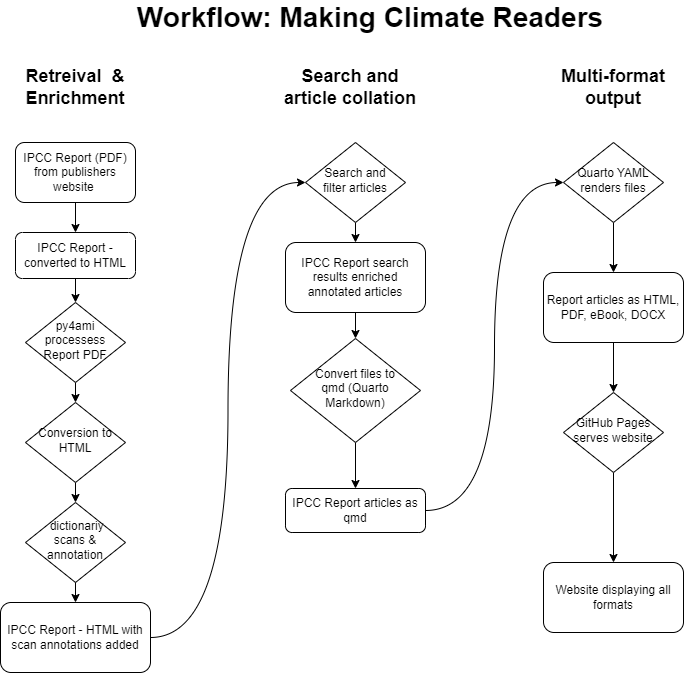 Workflow: Making Climate Readers
Retreival &
Enrichment
IPCC Report (PDF)
from publishers
website
IPCC Report -
converted to HTML
py4ami
processess
Report PDF
Conversion to
HTML
dictionariy
scans &
annotation
IPCC Report - HTML with
scan annotations added
Search and
article collation
Search and
filter articles
IPCC Report search
results enriched
annotated articles
Convert files to
qmd (Quarto
Markdown)
IPCC Report articles as
qmd
Multi-format
output
Quarto YAML
renders files
Report articles as HTML,
PDF, eBook, DOCX
GitHub Pages
serves website
Website displaying all
formats